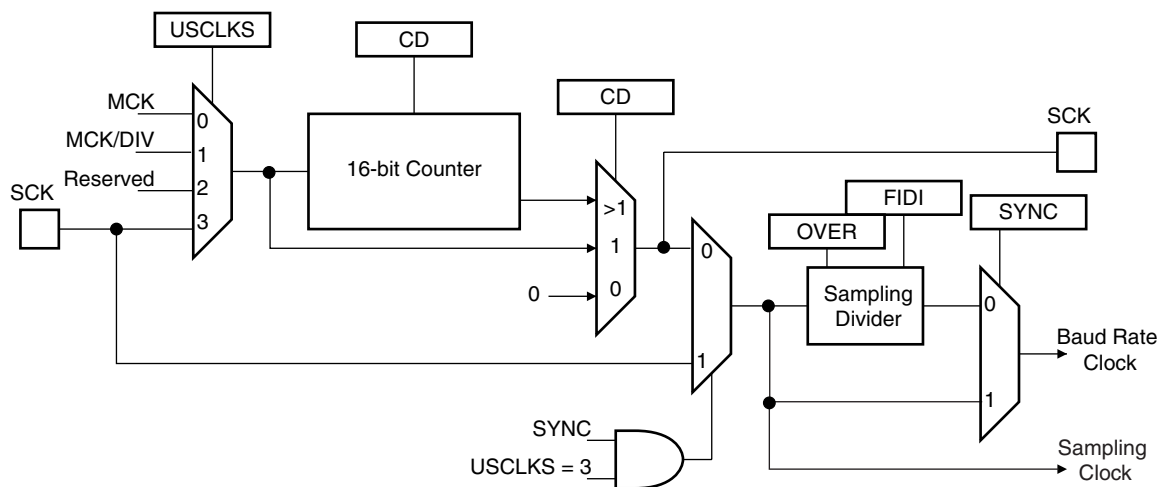 USCLKS
CD
CD
SCK
MCK
0
MCK/DIV
1
16-bit Counter
Reserved
2
SCK
3
>1
FIDI
SYNC
OVER
1
0
0
0
Sampling
Divider
0
Baud Rate
Clock
1
1
SYNC
USCLKS = 3
Sampling
Clock